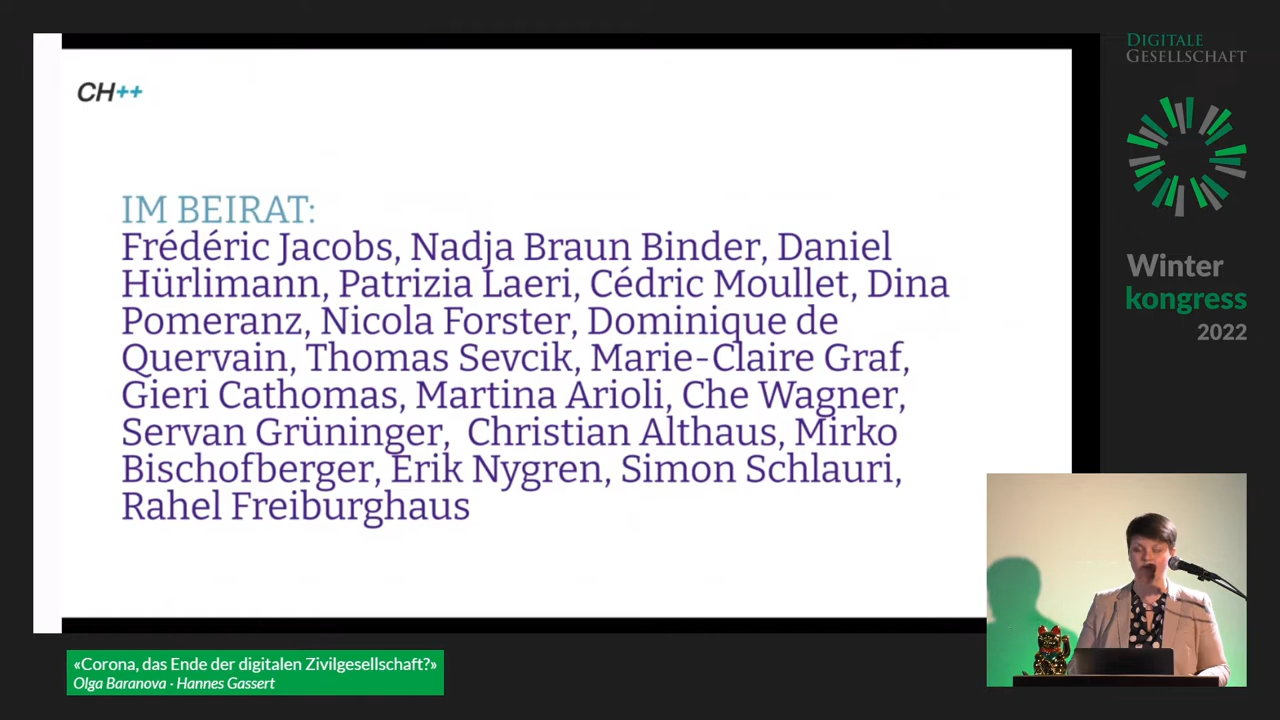 CH++
IM BEIRAT:
Frédéric Jacobs, Nadja Braun Binder, Daniel
Hürlimann, Patrizia Laeri, Cédric Moullet, Dina
Pomeranz, Nicola Forster, Dominique de
Quervain, Thomas Sevcik, Marie-Claire Graf,
Gieri Cathomas, Martina Arioli, Che Wagner,
Servan Grüninger,  Christian Althaus, Mirko
Bischofberger, Erik Nygren, Simon Schlauri,
Rahel Freiburghaus
DIGITALE
GESELLSCHAFT
Winter
kongress
2022
«Corona, das Ende der digitalen Zivilgesellschaft?»
Olga Baranova · Hannes Gassert